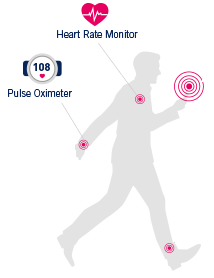 Heart Rate Monitor
108
Pulse Oximeter